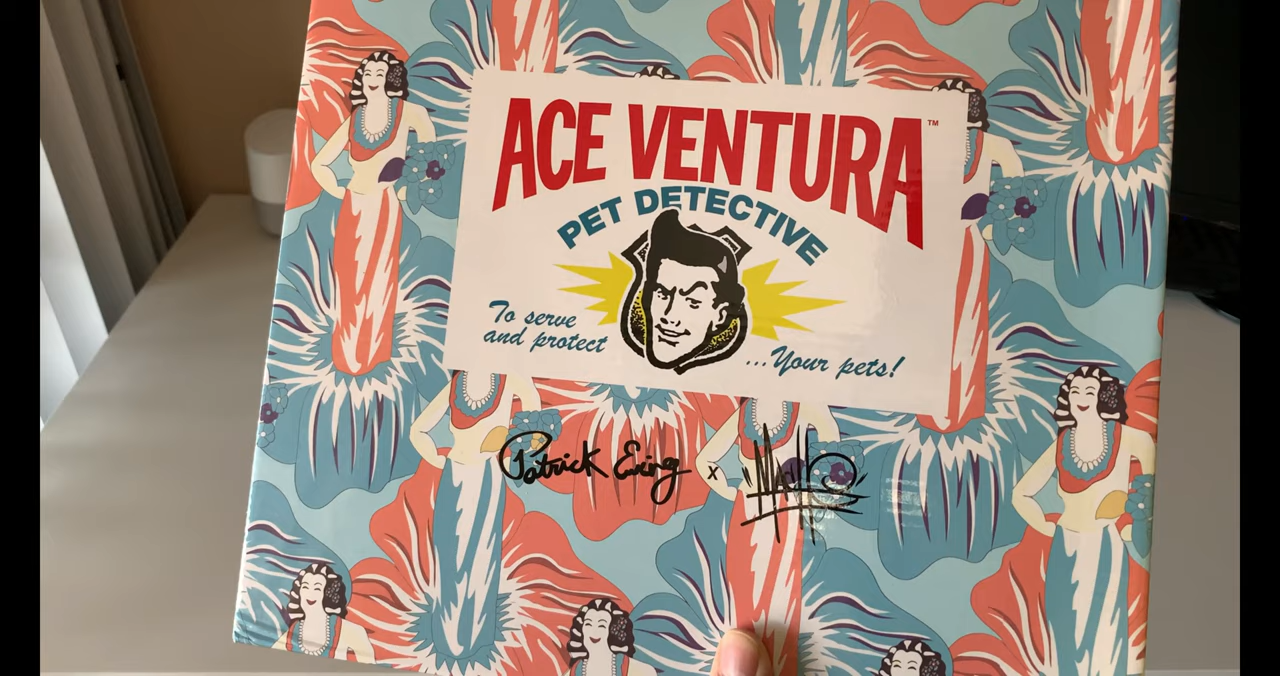 ACE VENTURA™
PET DETECTIVE
To serve
and protect
...Your pets!
Patrick Ewing x